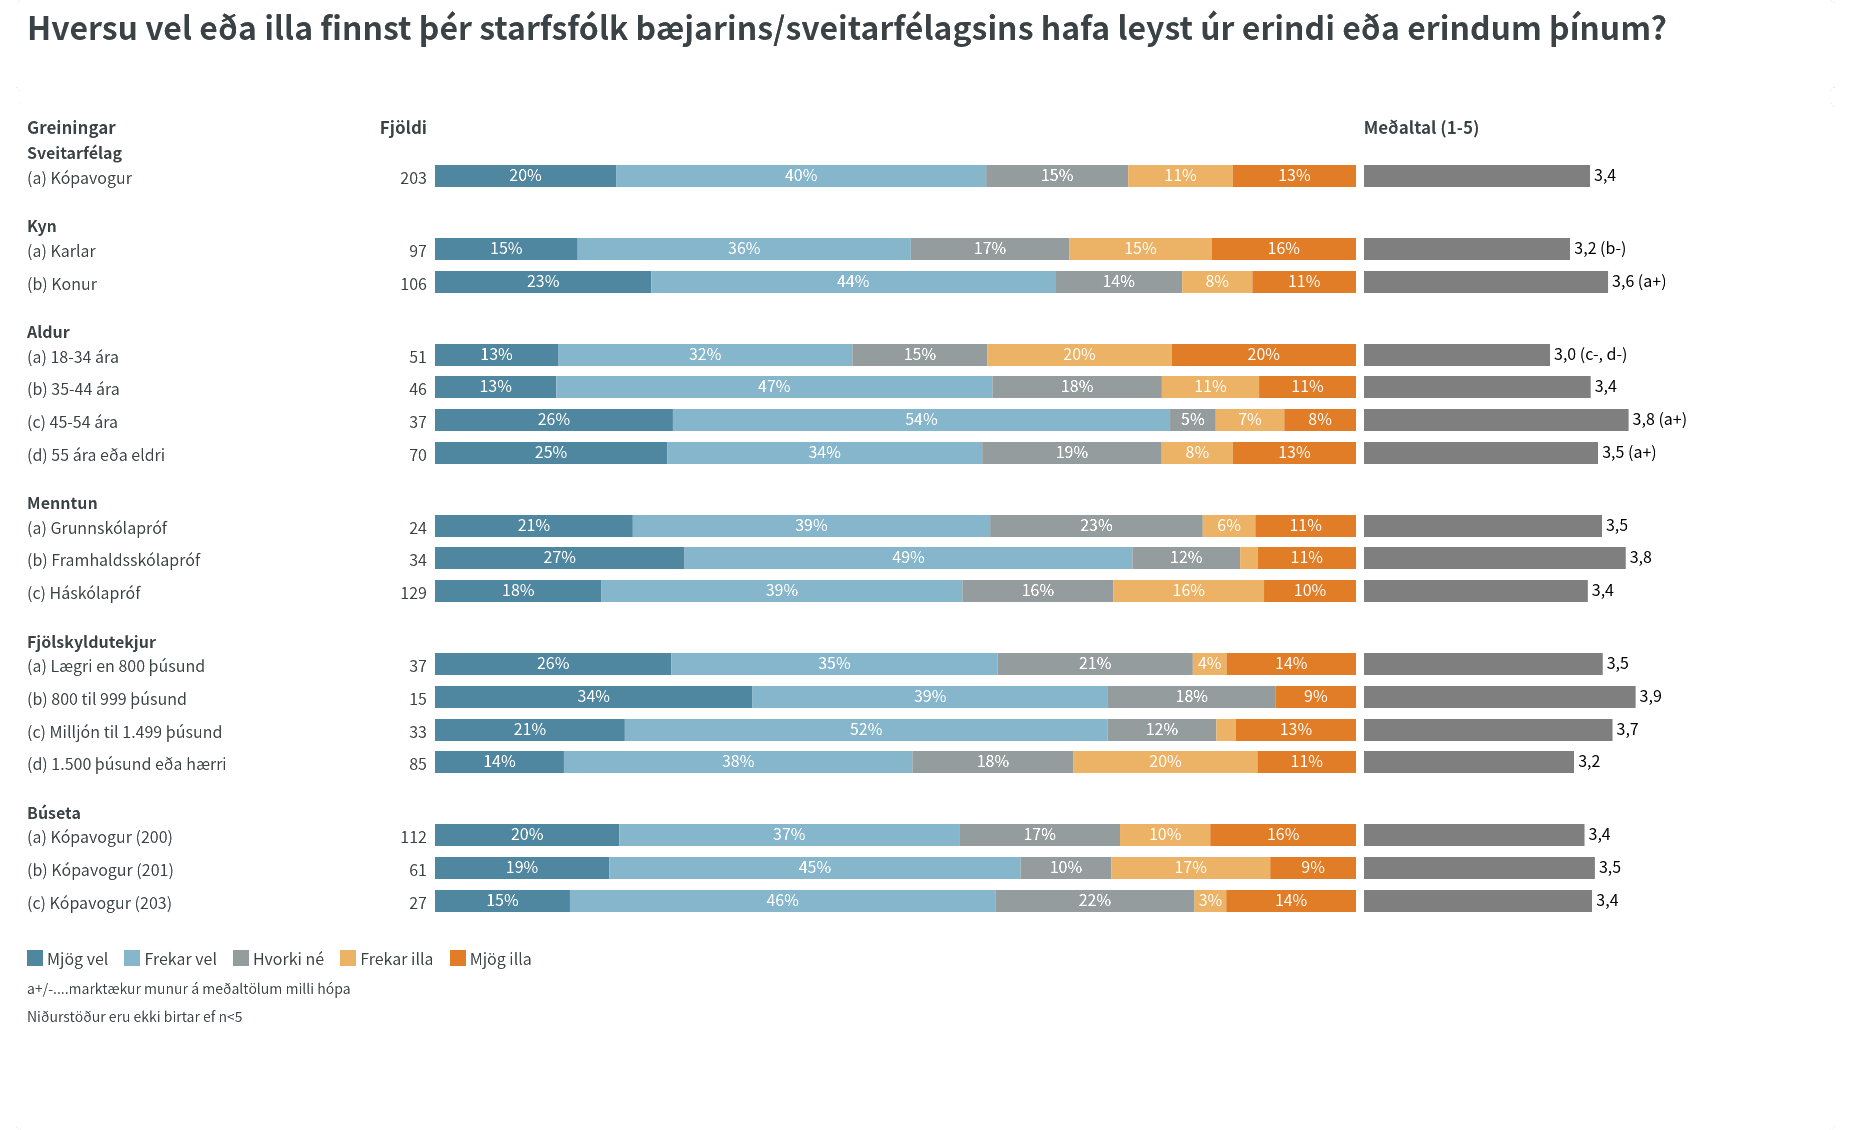 Hversu vel eða illa finnst þér starfsfólk bæjarins/sveitarfélagsins hafa leyst úr erindi eða erindum þínum?
Greiningar Fjöldi Meðaltal (1-5)
Sveitarfélag
(a) Kópavogur 203 20% 40% 15% 11% 13% 3,4
Kyn
(a) Karlar 97 15% 36% 17% 15% 16% 3,2 (b-)
(b) Konur 106 23% 44% 14% 8% 11% 3,6 (a+)
Aldur
(a) 18-34 ára 51 13% 32% 15% 20% 20% 3,0 (c-, d-)
(b) 35-44 ára 46 13% 47% 18% 11% 11% 3,4
(c) 45-54 ára 37 26% 54% 5% 7% 8% 3,8 (a+)
(d) 55 ára eða eldri 70 25% 34% 19% 8% 13% 3,5 (a+)
Menntun
(a) Grunnskólapróf 24 21% 39% 23% 6% 11% 3,5
(b) Framhaldsskólapróf 34 27% 49% 12% 11% 3,8
(c) Háskólapróf 129 18% 39% 16% 16% 10% 3,4
Fjölskyldutekjur
(a) Lægri en 800 þúsund 37 26% 35% 21% 4% 14% 3,5
(b) 800 til 999 þúsund 15 34% 39% 18% 9% 3,9
(c) Milljón til 1.499 þúsund 33 21% 52% 12% 13% 3,7
(d) 1.500 þúsund eða hærri 85 14% 38% 18% 20% 11% 3,2
Búseta
(a) Kópavogur (200) 112 20% 37% 17% 10% 16% 3,4
(b) Kópavogur (201) 61 19% 45% 10% 17% 9% 3,5
(c) Kópavogur (203) 27 15% 46% 22% 3% 14% 3,4
Mjög vel Frekar vel Hvorki né Frekar illa Mjög illa
a+/-....marktækur munur á meðaltölum milli hópa
Niðurstöður eru ekki birtar ef n<5